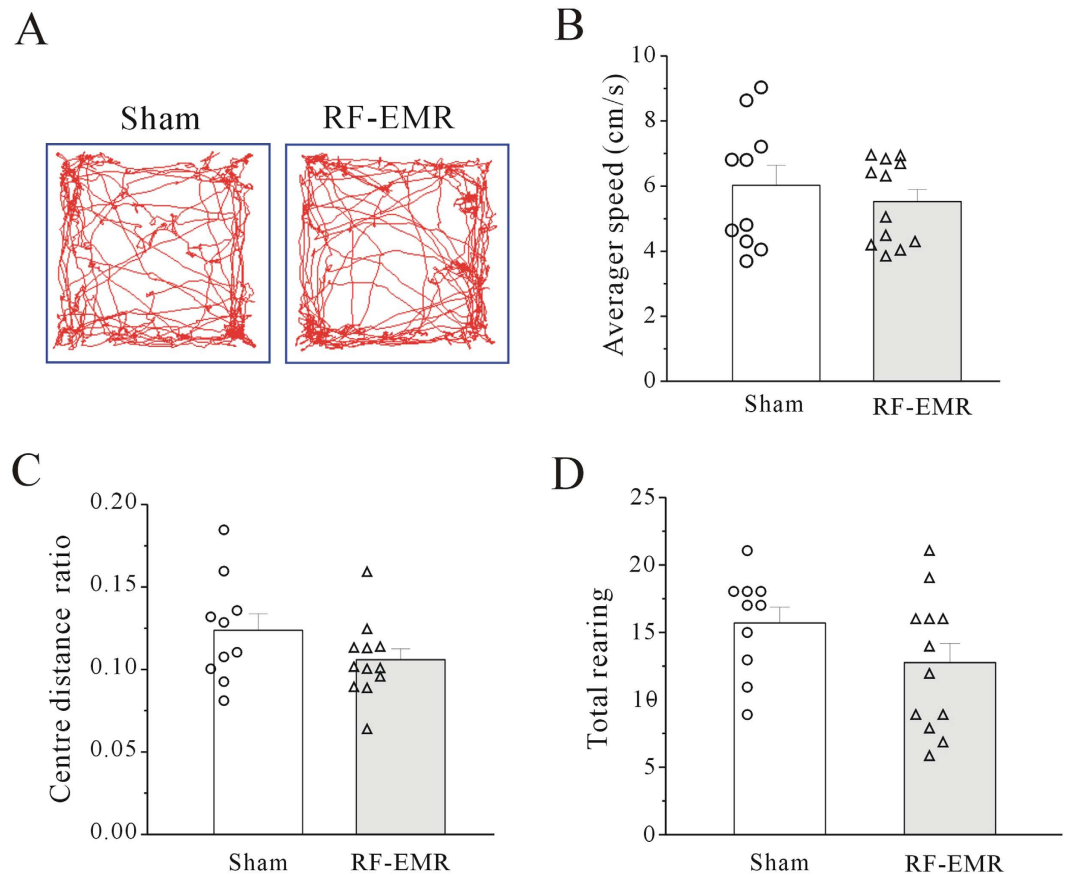 A
Sham
RF-EMR
B
Averager speed (cm/s)
10
8
6
4
2
0
Sham
RF-EMR
C
Centre distance ratio
0.20
0.15
0.10
0.05
0.00
Sham
RF-EMR
D
Total rearing
25
20
15
10
5
0
Sham
RF-EMR